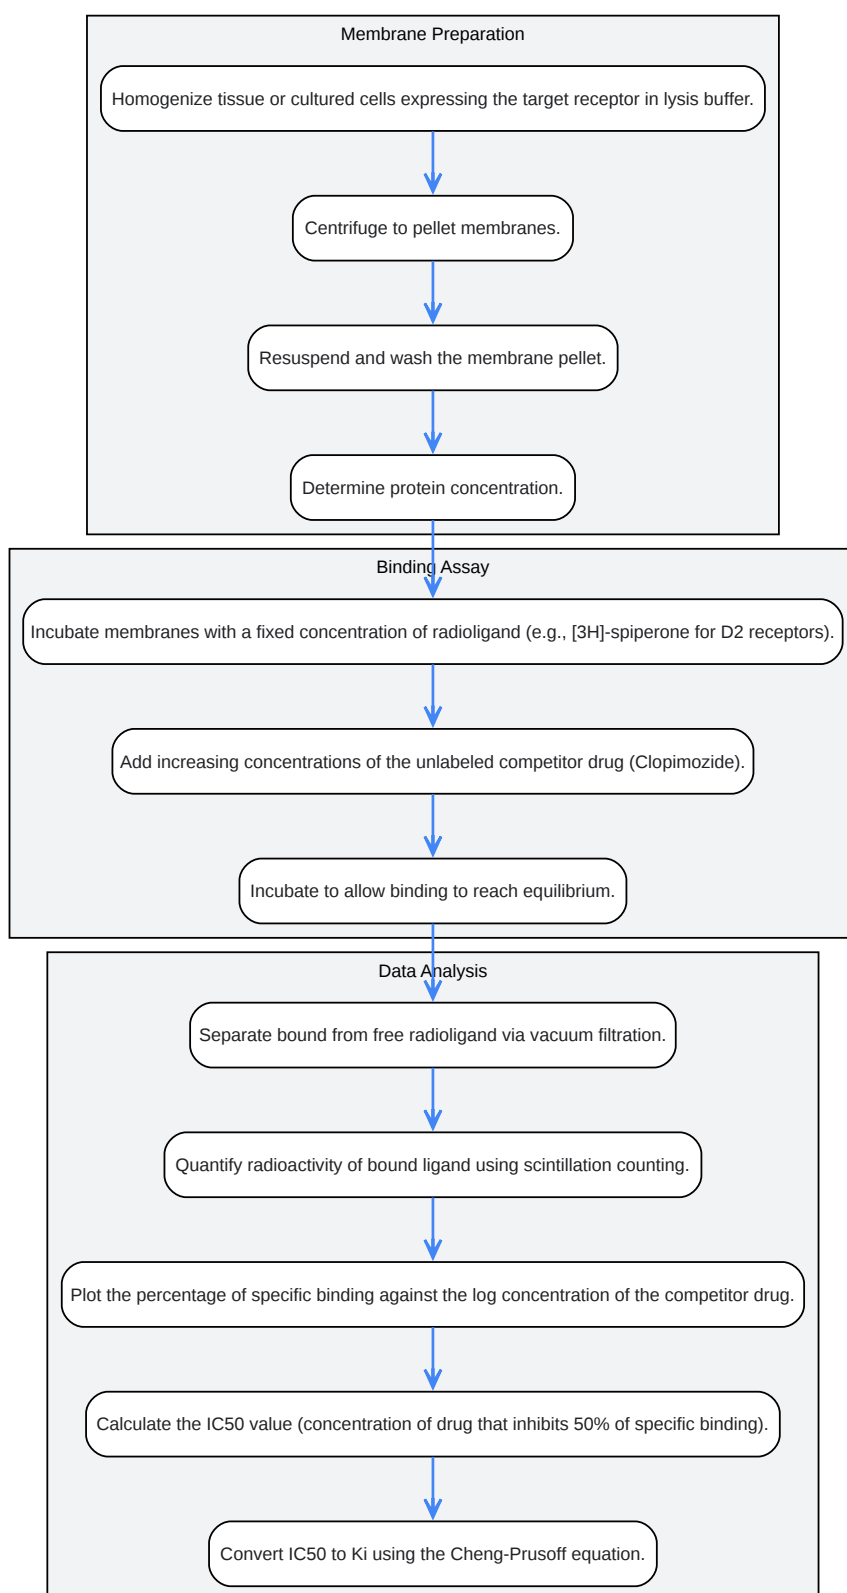 Membrane Preparation
Homogenize tissue or cultured cells expressing the target receptor in lysis buffer.
Centrifuge to pellet membranes.
Resuspend and wash the membrane pellet.
Determine protein concentration.
Binding Assay
Incubate membranes with a fixed concentration of radioligand (e.g., [3H]-spiperone for D2 receptors).
Add increasing concentrations of the unlabeled competitor drug (Clopimozide).
Incubate to allow binding to reach equilibrium.
Data Analysis
Separate bound from free radioligand via vacuum filtration.
Quantify radioactivity of bound ligand using scintillation counting.
Plot the percentage of specific binding against the log concentration of the competitor drug.
Calculate the IC50 value (concentration of drug that inhibits 50% of specific binding).
Convert IC50 to Ki using the Cheng-Prusoff equation.